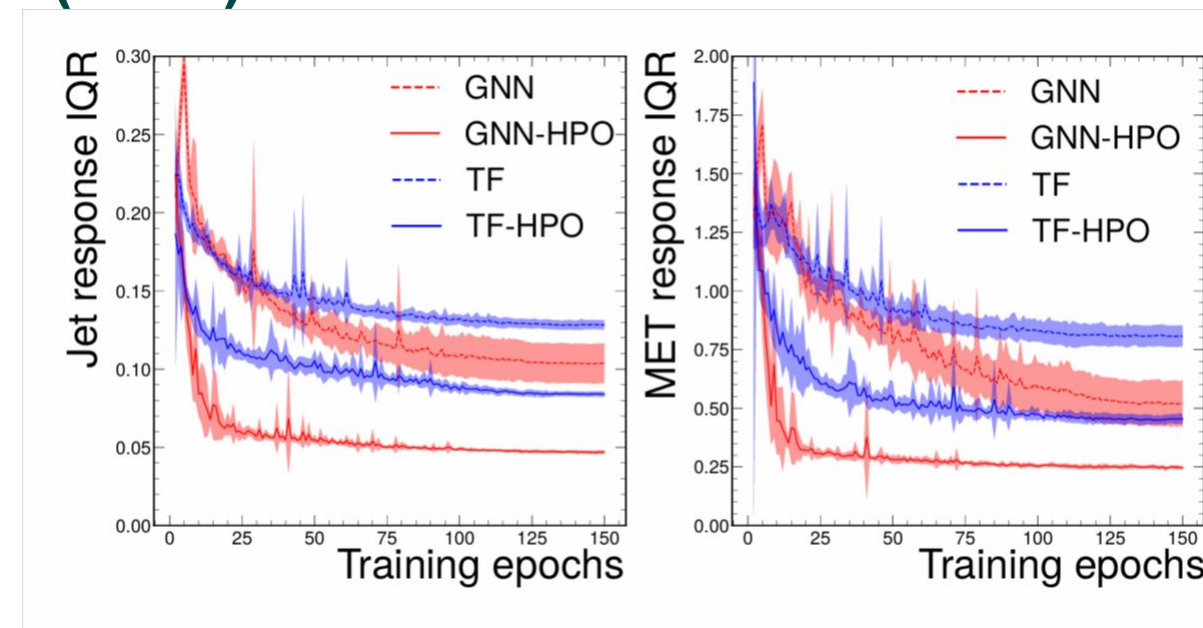 Jet response IQR
0.30
0.25
0.20
0.15
0.10
0.05
0.00
GNN
GNN-HPO
TF
TF-HPO
0 25 50 75 100 125 150
Training epochs
MET response IQR
2.00
1.75
1.50
1.25
1.00
0.75
0.50
0.25
0.00
GNN
GNN-HPO
TF
TF-HPO
0 25 50 75 100 125 150
Training epochs